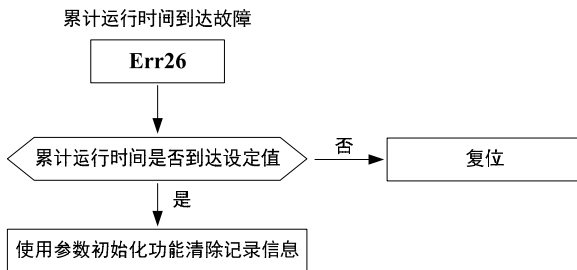 累计运行时间到达故障
Err26
累计运行时间是否到达设定值
否
复位
是
使用参数初始化功能清除记录信息